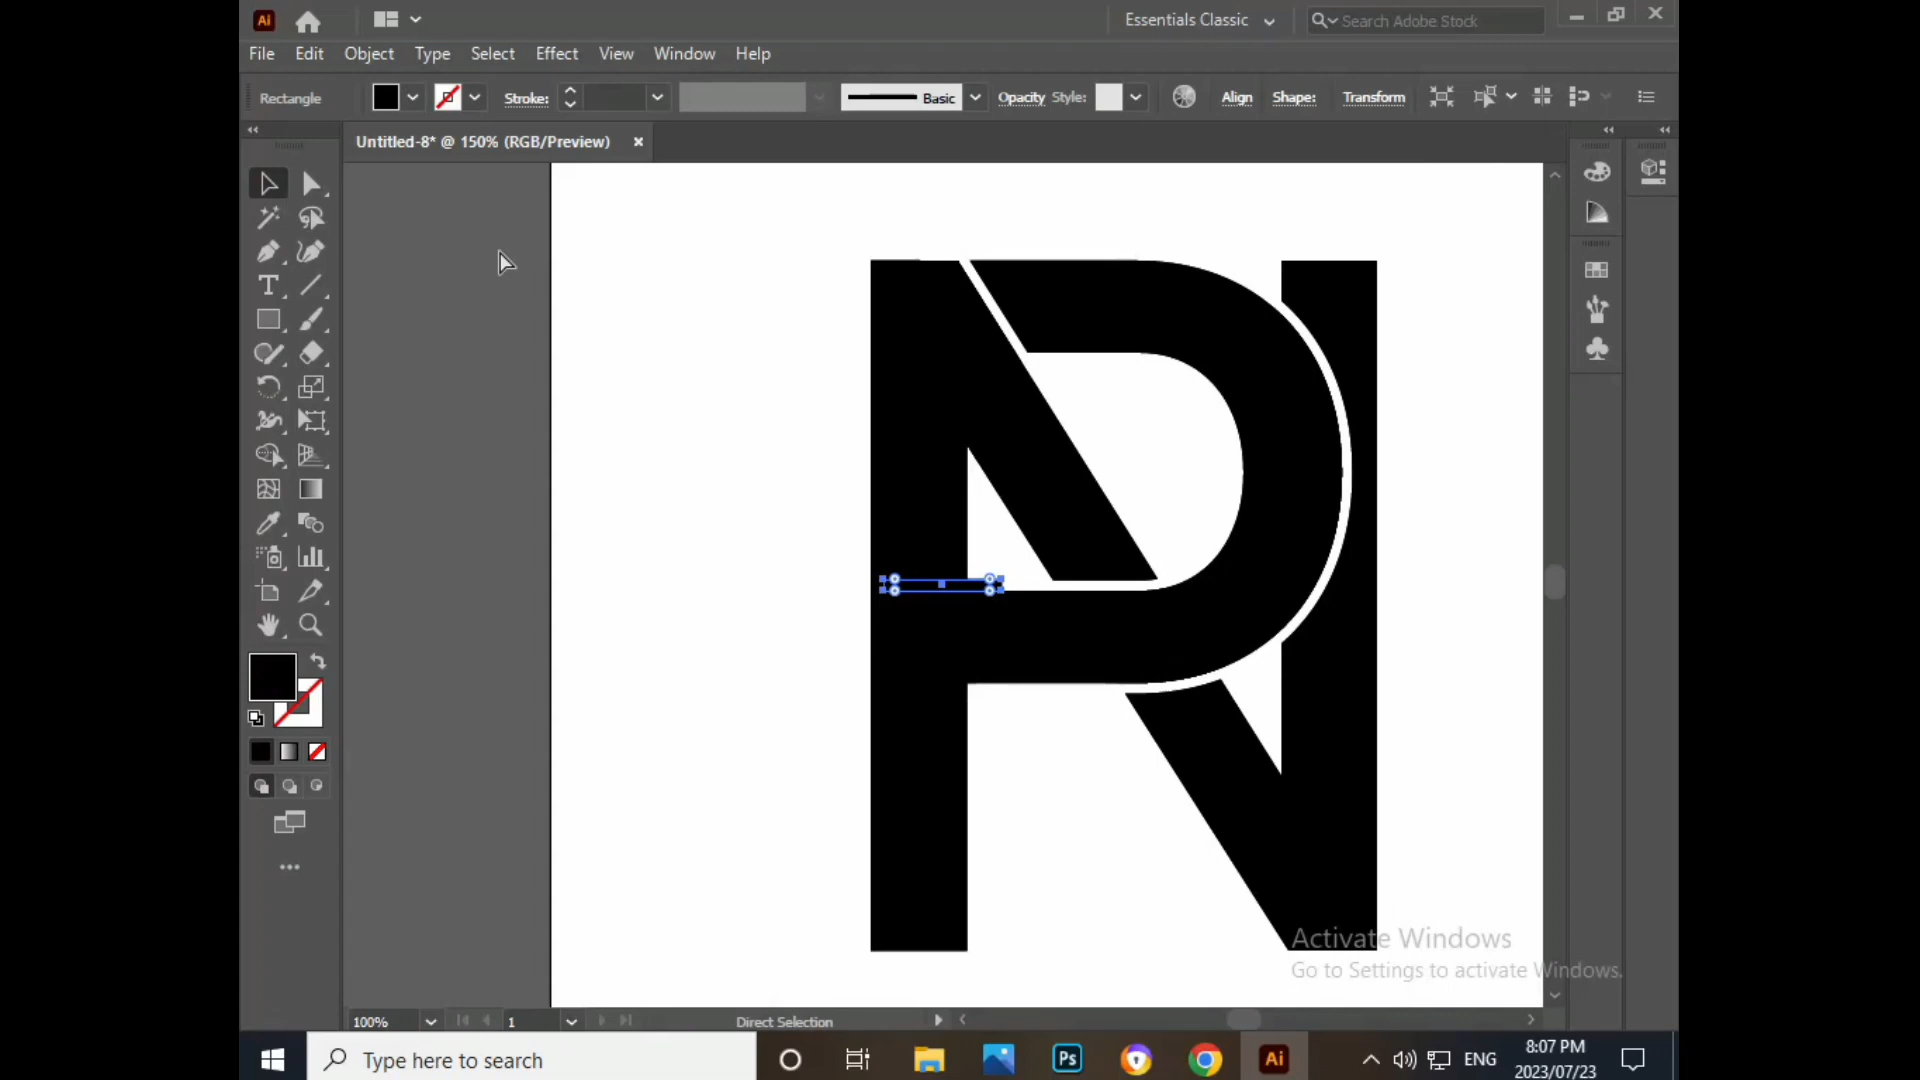 Ai
Essentials Classic
Search Adobe Stock
File Edit Object Type Select Effect View Window Help
Rectangle
Stroke:
Basic
Opacity Style:
Align
Shape:
Transform
Untitled-8* @ 150% (RGB/Preview)
T
Activate Windows
Go to Settings to activate Windows.
100%
1
Direct Selection
Type here to search
Ps
Ai
ENG
8:07 PM
2023/07/23